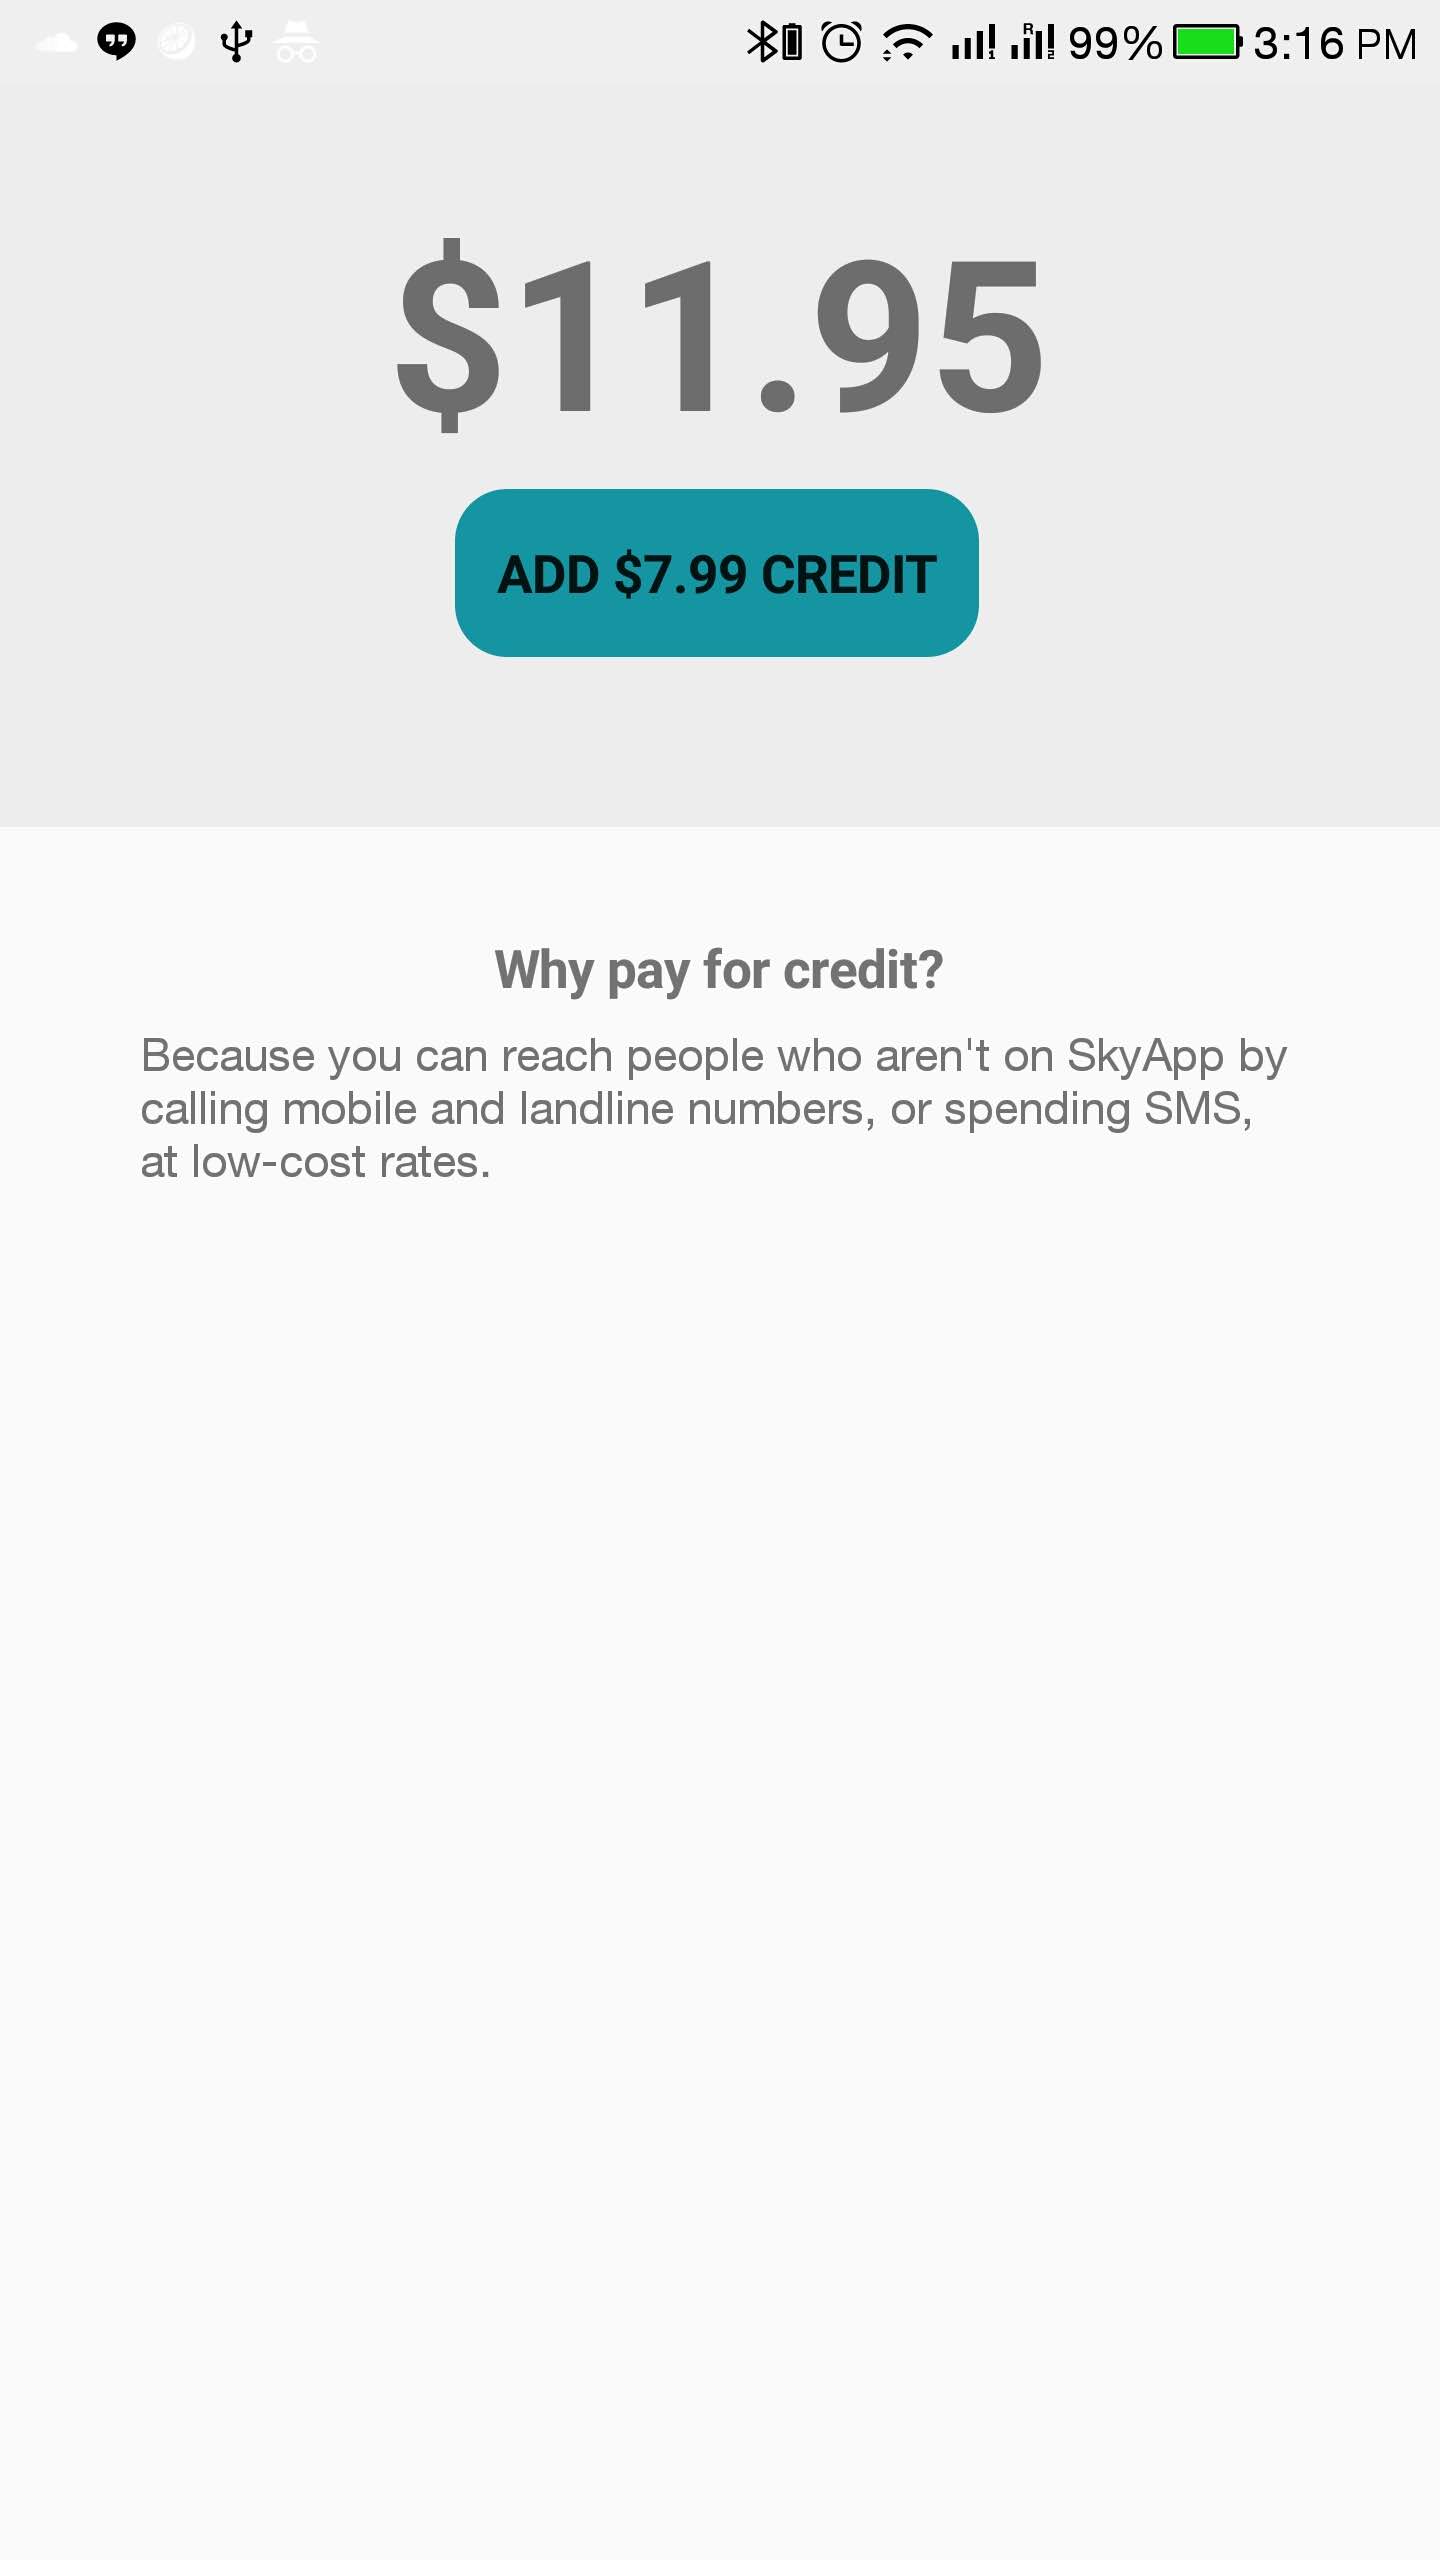 99% 3:16 PM
$11.95
ADD $7.99 CREDIT
Why pay for credit?
Because you can reach people who aren't on SkyApp by
calling mobile and landline numbers, or spending SMS,
at low-cost rates.